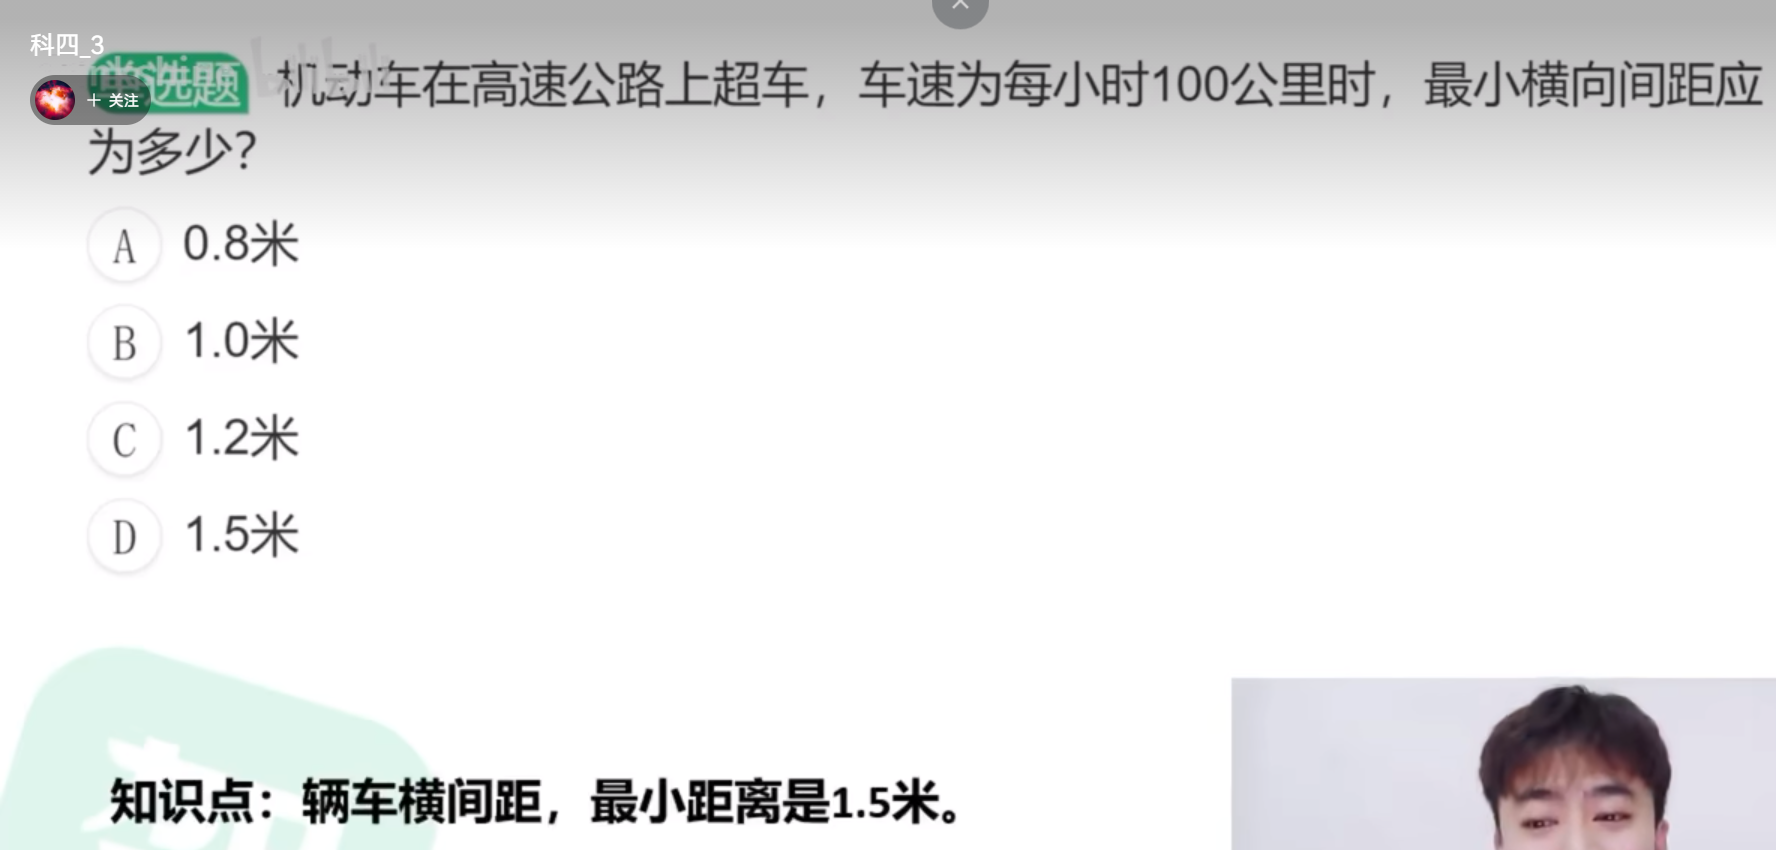 科四_3
单选题 机动车在高速公路上超车，车速为每小时100公里时，最小横向间距应
+ 关注
为多少?
A 0.8米
B 1.0米
C 1.2米
D 1.5米
知识点：辆车横间距，最小距离是1.5米。